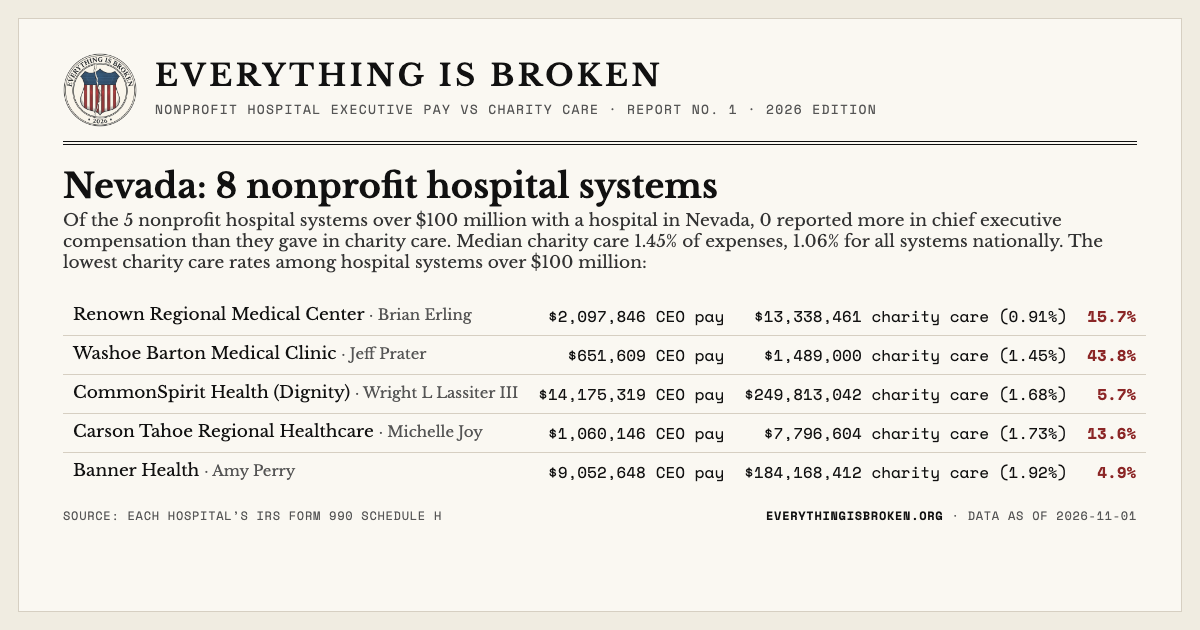 EVERYTHING IS BROKEN
· 2026 ·
EVERYTHING IS BROKEN
NONPROFIT HOSPITAL EXECUTIVE PAY VS CHARITY CARE · REPORT NO. 1 · 2026 EDITION
Nevada: 8 nonprofit hospital systems
Of the 5 nonprofit hospital systems over $100 million with a hospital in Nevada, 0 reported more in chief executive
compensation than they gave in charity care. Median charity care 1.45% of expenses, 1.06% for all systems nationally. The
lowest charity care rates among hospital systems over $100 million:
Renown Regional Medical Center · Brian Erling $2,097,846 CEO pay $13,338,461 charity care (0.91%) 15.7%
Washoe Barton Medical Clinic · Jeff Prater $651,609 CEO pay $1,489,000 charity care (1.45%) 43.8%
CommonSpirit Health (Dignity) · Wright L Lassiter III $14,175,319 CEO pay $249,813,042 charity care (1.68%) 5.7%
Carson Tahoe Regional Healthcare · Michelle Joy $1,060,146 CEO pay $7,796,604 charity care (1.73%) 13.6%
Banner Health · Amy Perry $9,052,648 CEO pay $184,168,412 charity care (1.92%) 4.9%
SOURCE: EACH HOSPITAL'S IRS FORM 990 SCHEDULE H EVERYTHINGISBROKEN.ORG · DATA AS OF 2026-11-01